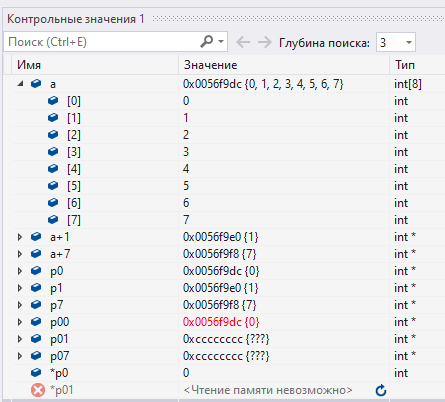 Контрольные значения 1
Поиск (Ctrl+E) Глубина поиска: 3
Имя Значение Тип
a 0x0056f9dc {0, 1, 2, 3, 4, 5, 6, 7} int[8]
[0] 0 int
[1] 1 int
[2] 2 int
[3] 3 int
[4] 4 int
[5] 5 int
[6] 6 int
[7] 7 int
a+1 0x0056f9e0 {1} int *
a+7 0x0056f9f8 {7} int *
p0 0x0056f9dc {0} int *
p1 0x0056f9e0 {1} int *
p7 0x0056f9f8 {7} int *
p00 0x0056f9dc {0} int *
p01 0xcccccccc {???} int *
p07 0xcccccccc {???} int *
*p0 0 int
*p01 <Чтение памяти невозможно>